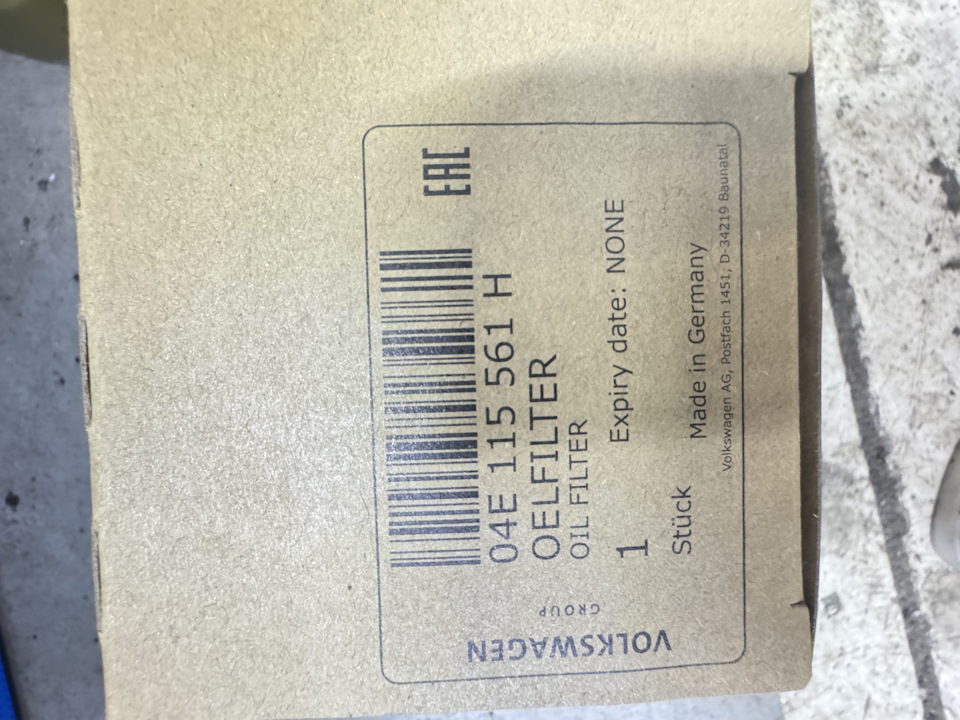 VOLKSWAGEN
GROUP
EAC
04E 115 561 H
OELFILTER
OIL FILTER
1 Expiry date: NONE
Stück
Made in Germany
Volkswagen AG, Postfach 1451, D-34219 Baunatal